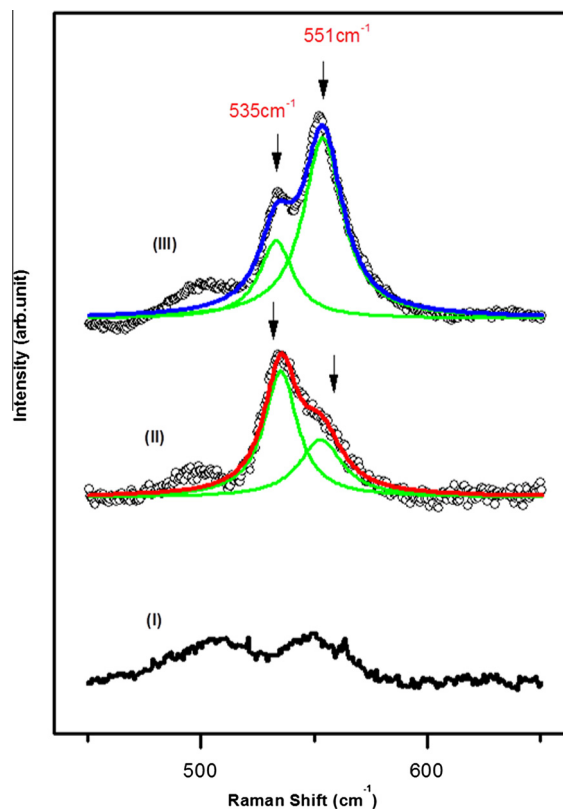 551cm⁻¹
535cm⁻¹
(III)
(II)
(I)
Intensity (arb.unit)
500
600
Raman Shift (cm⁻¹)